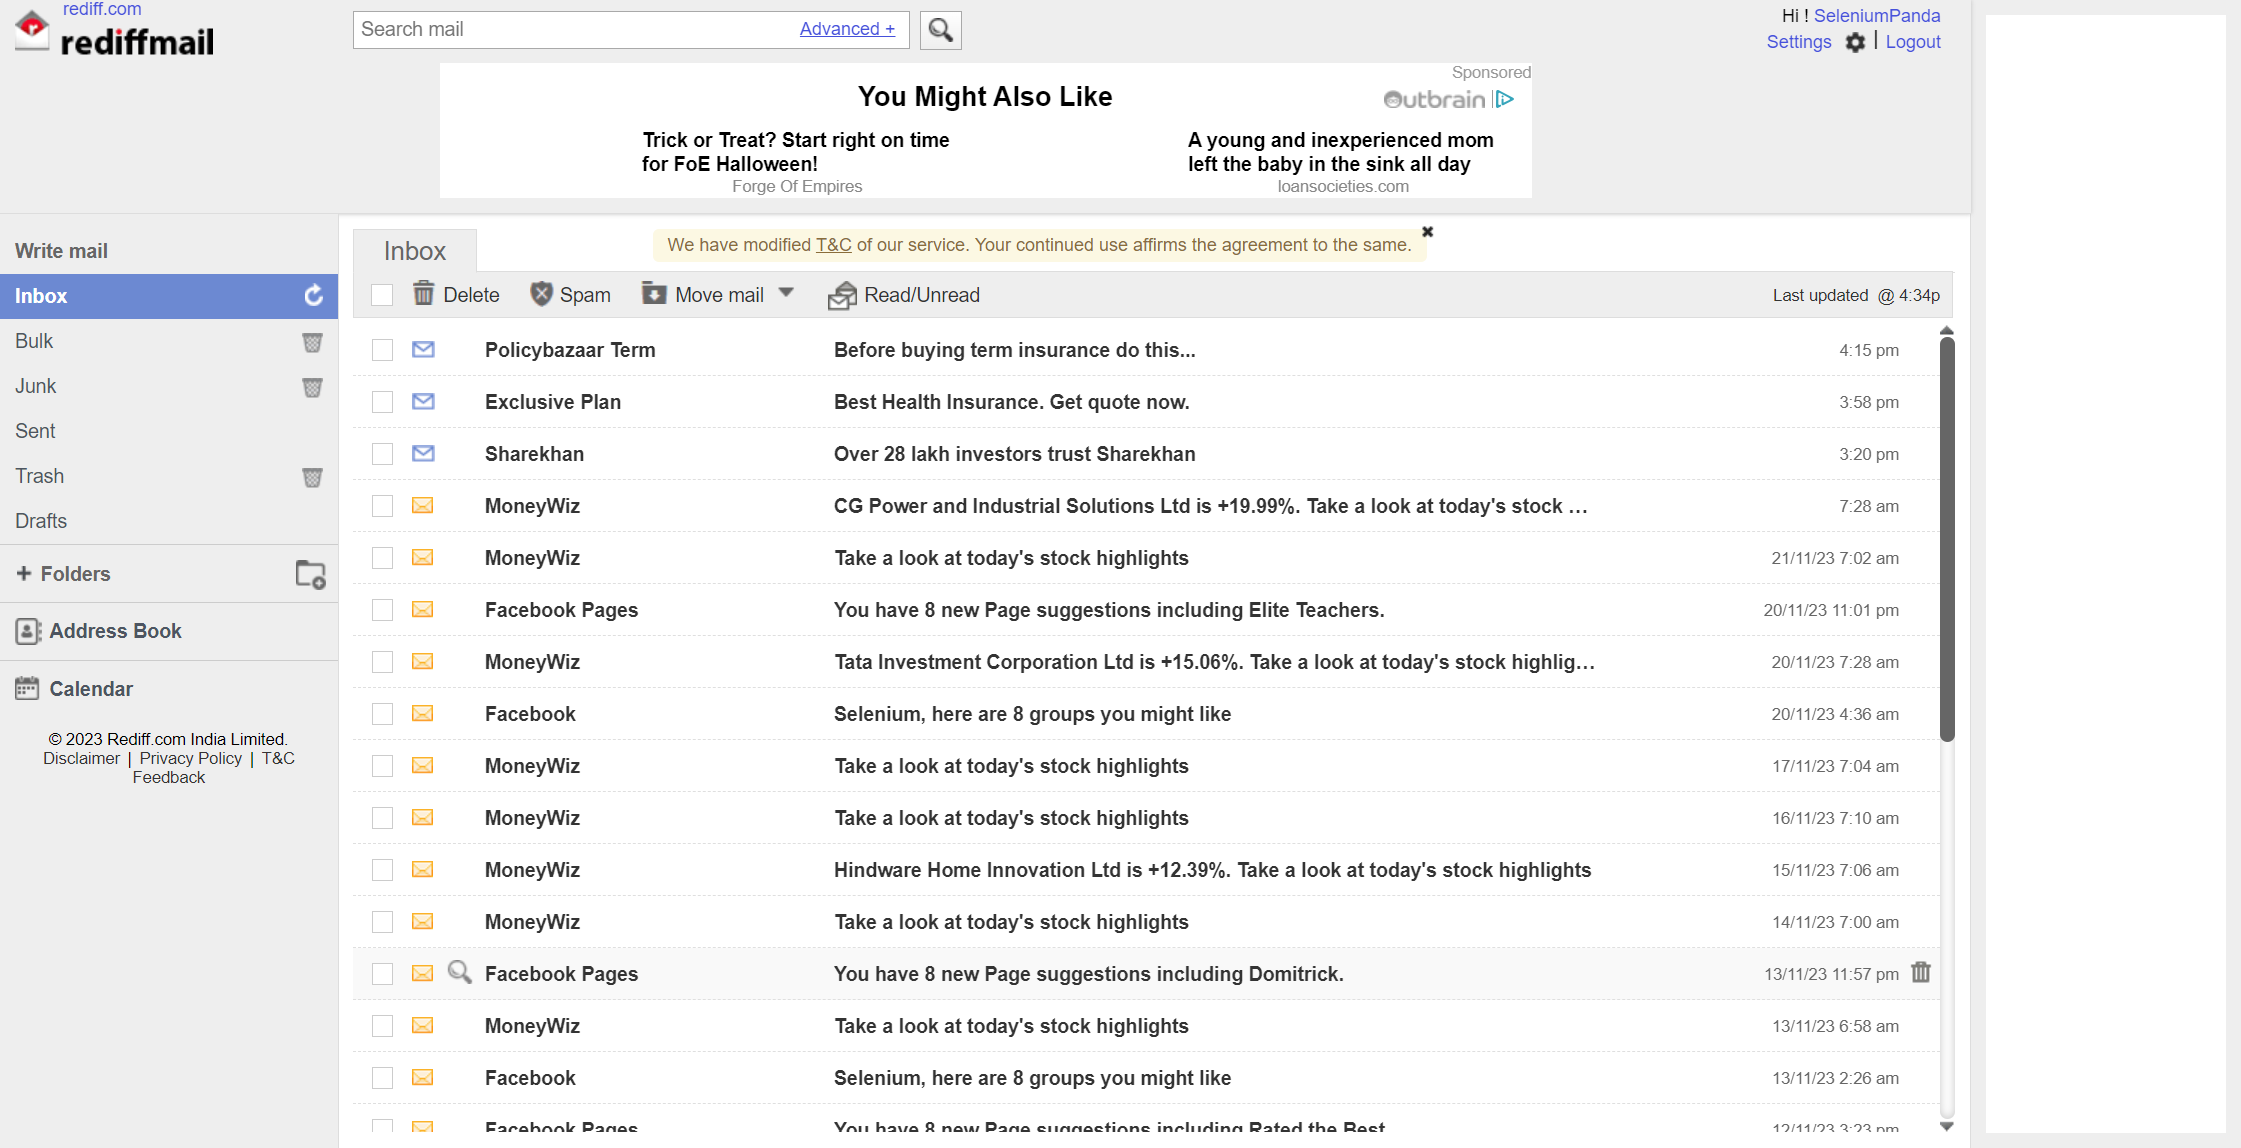 rediff.com
rediffmail
Search mail
Advanced +
Hi ! SeleniumPanda
Settings | Logout
Sponsored
You Might Also Like
Outbrain
Trick or Treat? Start right on time
for FoE Halloween!
Forge Of Empires
A young and inexperienced mom
left the baby in the sink all day
loansocieties.com
Write mail
Inbox
Bulk
Junk
Sent
Trash
Drafts
+ Folders
Address Book
Calendar
© 2023 Rediff.com India Limited.
Disclaimer | Privacy Policy | T&C
Feedback
Inbox
We have modified T&C of our service. Your continued use affirms the agreement to the same.
Delete Spam Move mail Read/Unread Last updated @ 4:34p
Policybazaar Term Before buying term insurance do this... 4:15 pm
Exclusive Plan Best Health Insurance. Get quote now. 3:58 pm
Sharekhan Over 28 lakh investors trust Sharekhan 3:20 pm
MoneyWiz CG Power and Industrial Solutions Ltd is +19.99%. Take a look at today's stock … 7:28 am
MoneyWiz Take a look at today's stock highlights 21/11/23 7:02 am
Facebook Pages You have 8 new Page suggestions including Elite Teachers. 20/11/23 11:01 pm
MoneyWiz Tata Investment Corporation Ltd is +15.06%. Take a look at today's stock highlig… 20/11/23 7:28 am
Facebook Selenium, here are 8 groups you might like 20/11/23 4:36 am
MoneyWiz Take a look at today's stock highlights 17/11/23 7:04 am
MoneyWiz Take a look at today's stock highlights 16/11/23 7:10 am
MoneyWiz Hindware Home Innovation Ltd is +12.39%. Take a look at today's stock highlights 15/11/23 7:06 am
MoneyWiz Take a look at today's stock highlights 14/11/23 7:00 am
Facebook Pages You have 8 new Page suggestions including Domitrick. 13/11/23 11:57 pm
MoneyWiz Take a look at today's stock highlights 13/11/23 6:58 am
Facebook Selenium, here are 8 groups you might like 13/11/23 2:26 am
Facebook Pages You have 8 new Page suggestions including Rated the Best 12/11/23 3:23 pm